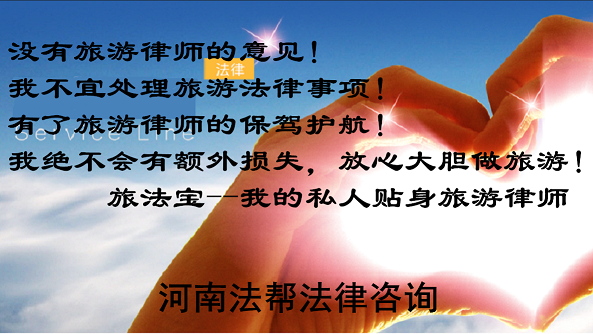 没有旅游律师的意见！
法律
我不宜处理旅游法律事项！
有了旅游律师的保驾护航！
Service Line
我绝不会有额外损失，放心大胆做旅游！
旅法宝--我的私人贴身旅游律师
河南法帮法律咨询